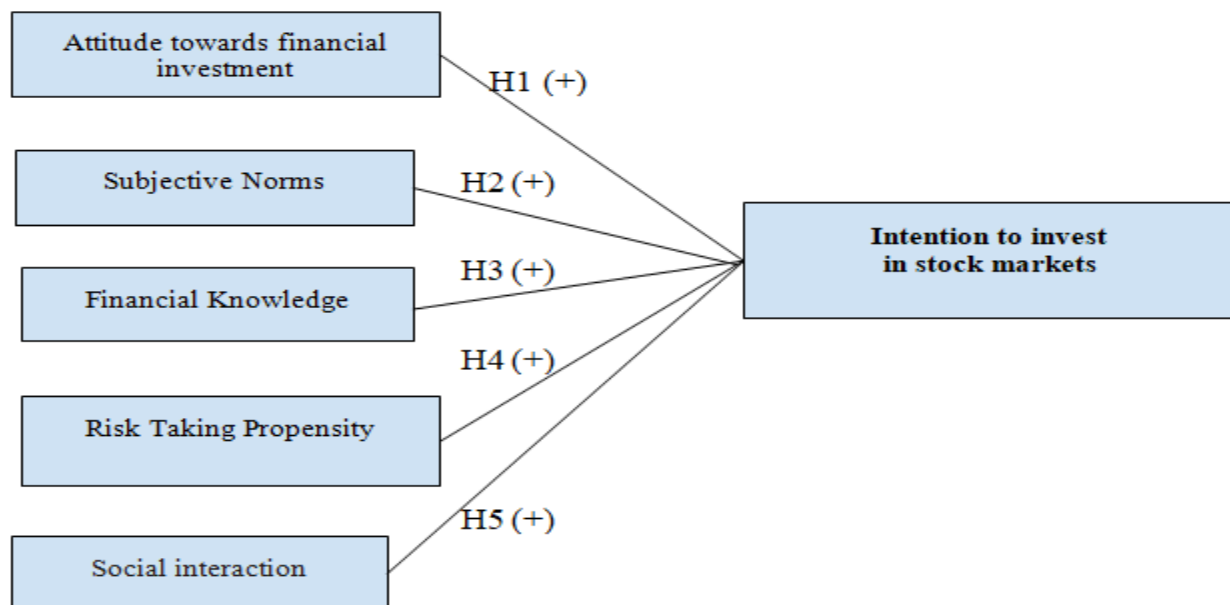 Attitude towards financial
investment
H1 (+)
Subjective Norms
H2 (+)
Intention to invest
in stock markets
H3 (+)
Financial Knowledge
H4 (+)
Risk Taking Propensity
H5 (+)
Social interaction